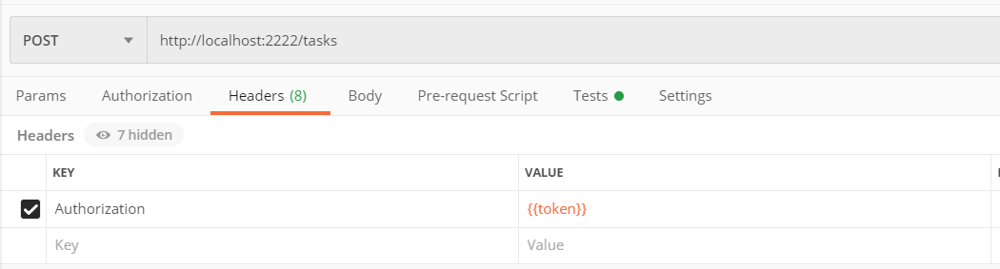 POST http://localhost:2222/tasks
Params Authorization Headers (8) Body Pre-request Script Tests Settings
Headers 7 hidden
KEY VALUE
Authorization {{token}}
Key Value